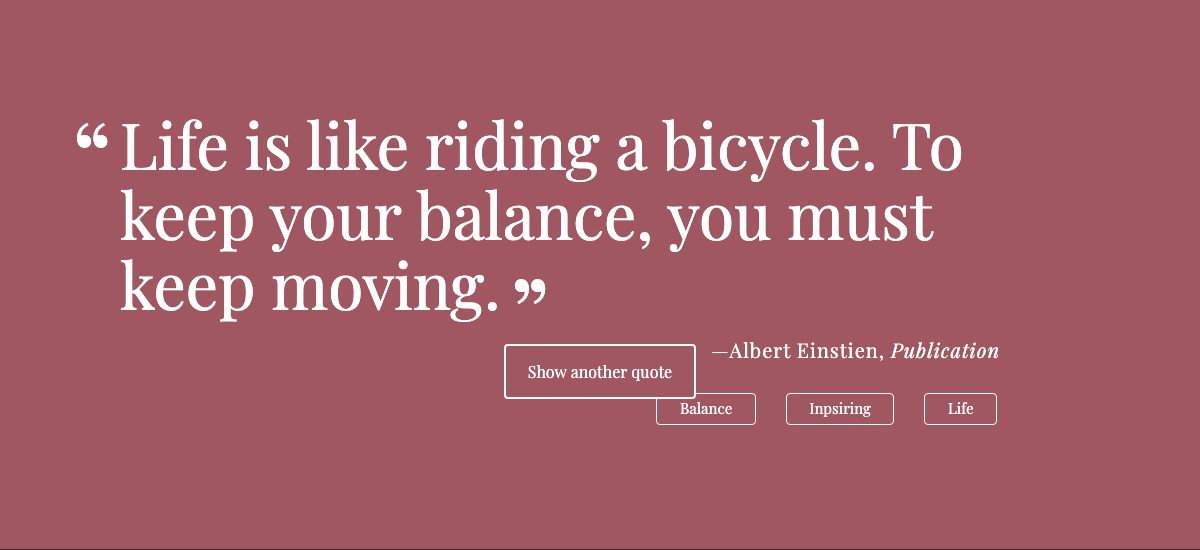 “ Life is like riding a bicycle. To
keep your balance, you must
keep moving. ”
—Albert Einstien, Publication
Show another quote
Balance Inpsiring Life